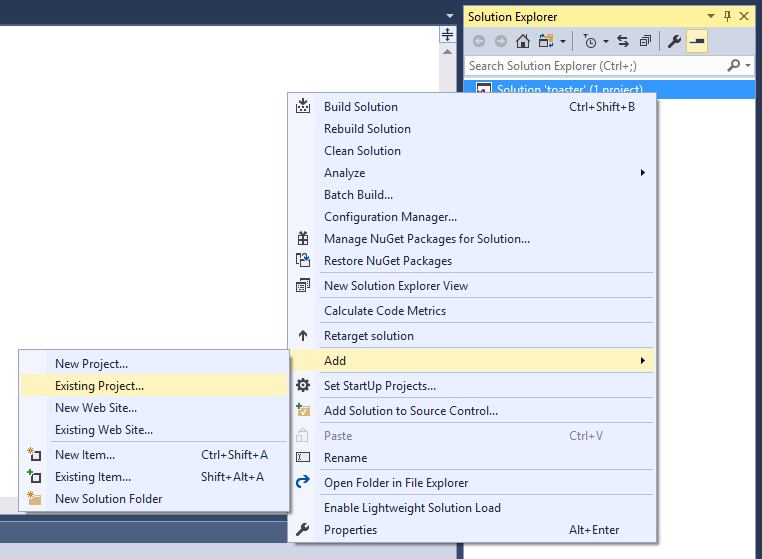 Solution Explorer
Search Solution Explorer (Ctrl+;)
Solution 'toaster' (1 project)
Build Solution Ctrl+Shift+B
Rebuild Solution
Clean Solution
Analyze
Batch Build...
Configuration Manager...
Manage NuGet Packages for Solution...
Restore NuGet Packages
New Solution Explorer View
Calculate Code Metrics
Retarget solution
Add
Set StartUp Projects...
Add Solution to Source Control...
Paste Ctrl+V
Rename
Open Folder in File Explorer
Enable Lightweight Solution Load
Properties Alt+Enter
New Project...
Existing Project...
New Web Site...
Existing Web Site...
New Item... Ctrl+Shift+A
Existing Item... Shift+Alt+A
New Solution Folder